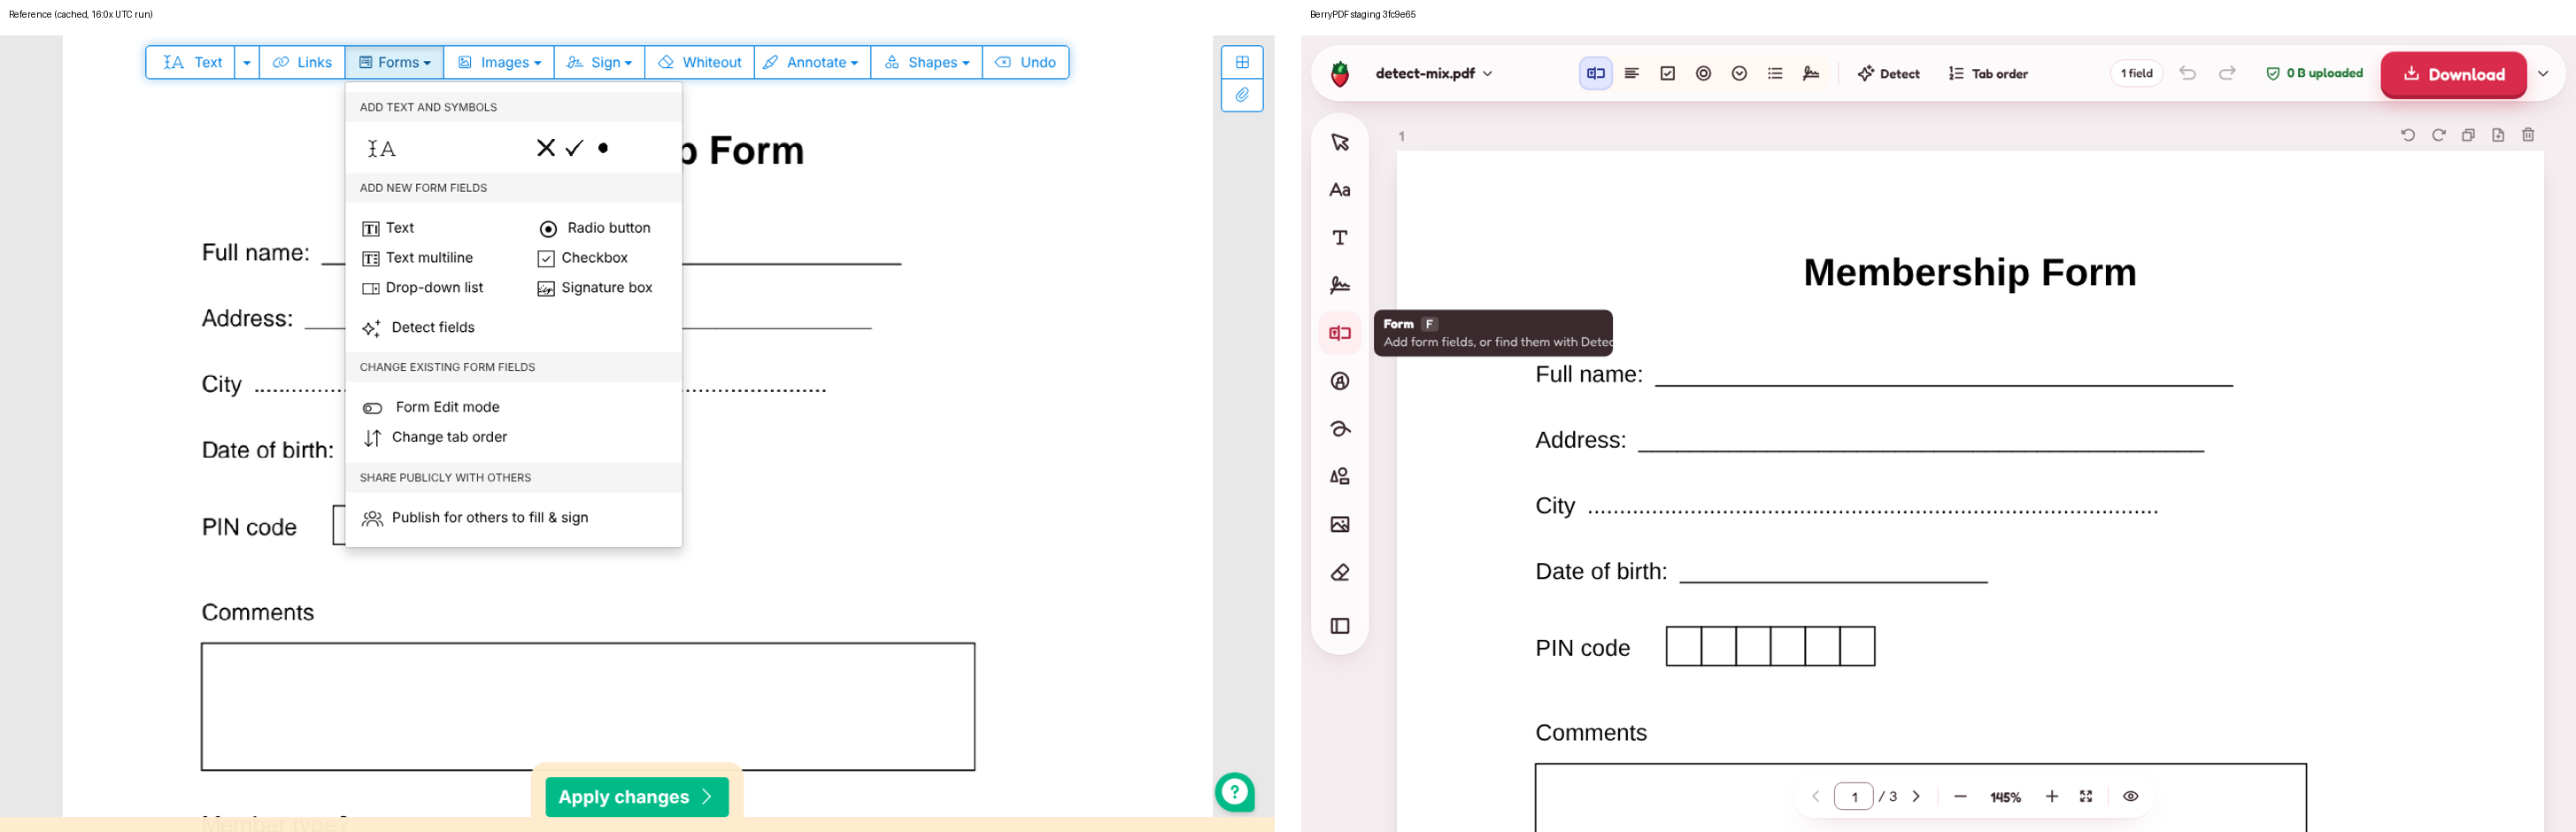 Reference (cached, 16:0x UTC run)
Text
Links
Forms
Images
Sign
Whiteout
Annotate
Shapes
Undo
ADD TEXT AND SYMBOLS
A
ADD NEW FORM FIELDS
Text
Radio button
Text multiline
Checkbox
Drop-down list
Signature box
Detect fields
CHANGE EXISTING FORM FIELDS
Form Edit mode
Change tab order
SHARE PUBLICLY WITH OTHERS
Publish for others to fill & sign
p Form
Full name:
Address:
City
Date of birth:
PIN code
Comments
Apply changes
Member type?
?
BerryPDF staging 3fc9e65
detect-mix.pdf
Detect
Tab order
1 field
0 B uploaded
Download
1
Aa
T
Form F
Add form fields, or find them with Detec
Membership Form
Full name:
Address:
City
Date of birth:
PIN code
Comments
1 / 3
145%